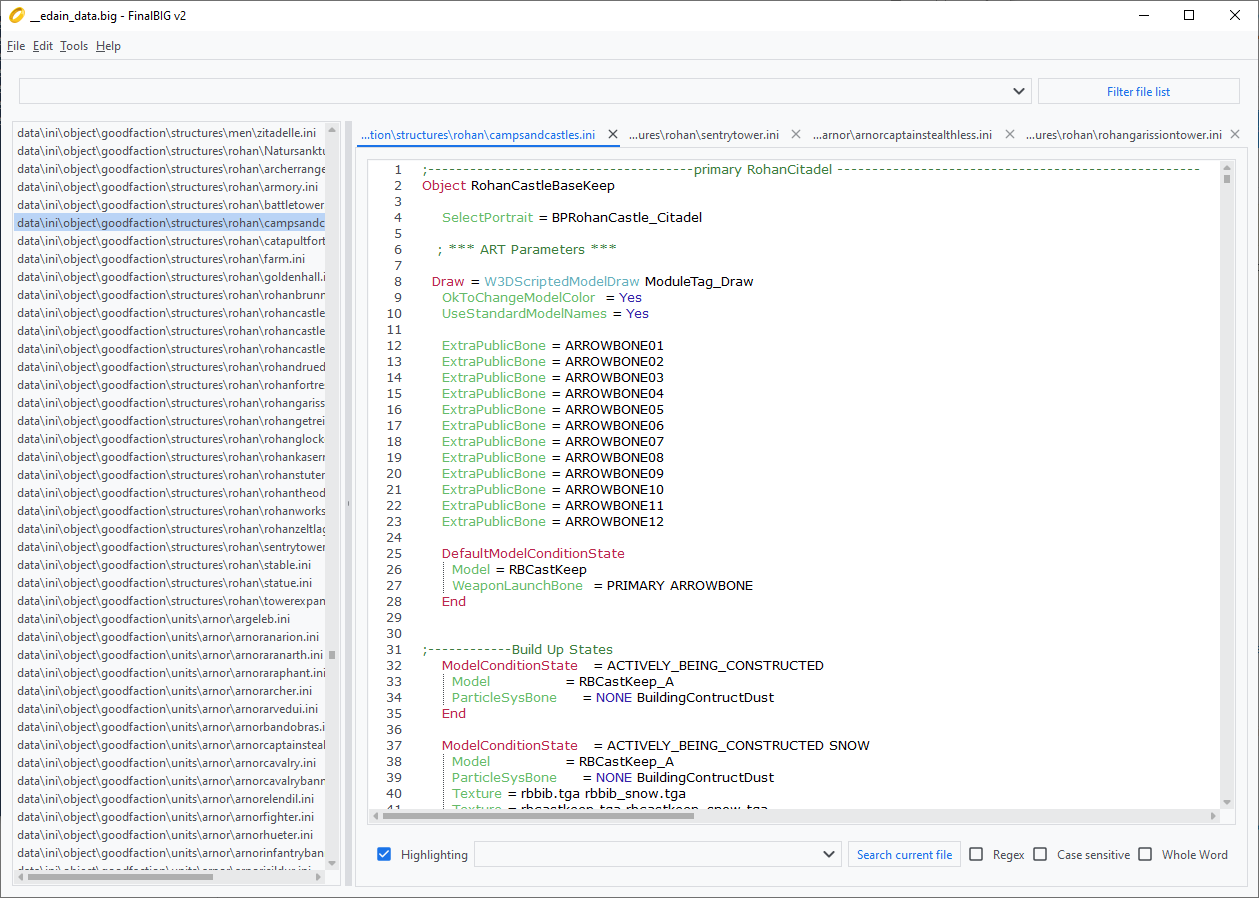 __edain_data.big - FinalBIG v2
File Edit Tools Help
Filter file list
data\ini\object\goodfaction\structures\men\zitadelle.ini
data\ini\object\goodfaction\structures\rohan\Natursanktu
data\ini\object\goodfaction\structures\rohan\archerrange
data\ini\object\goodfaction\structures\rohan\armory.ini
data\ini\object\goodfaction\structures\rohan\battletower
data\ini\object\goodfaction\structures\rohan\campsandc
data\ini\object\goodfaction\structures\rohan\catapultfort
data\ini\object\goodfaction\structures\rohan\farm.ini
data\ini\object\goodfaction\structures\rohan\goldenhall.i
data\ini\object\goodfaction\structures\rohan\rohanbrunn
data\ini\object\goodfaction\structures\rohan\rohancastle
data\ini\object\goodfaction\structures\rohan\rohancastle
data\ini\object\goodfaction\structures\rohan\rohancastle
data\ini\object\goodfaction\structures\rohan\rohandrued
data\ini\object\goodfaction\structures\rohan\rohanfortre
data\ini\object\goodfaction\structures\rohan\rohangariss
data\ini\object\goodfaction\structures\rohan\rohangetrei
data\ini\object\goodfaction\structures\rohan\rohanglock
data\ini\object\goodfaction\structures\rohan\rohankasern
data\ini\object\goodfaction\structures\rohan\rohanstuter
data\ini\object\goodfaction\structures\rohan\rohantheod
data\ini\object\goodfaction\structures\rohan\rohanworks
data\ini\object\goodfaction\structures\rohan\rohanzeltlag
data\ini\object\goodfaction\structures\rohan\sentrytower
data\ini\object\goodfaction\structures\rohan\stable.ini
data\ini\object\goodfaction\structures\rohan\statue.ini
data\ini\object\goodfaction\structures\rohan\towerexpan
data\ini\object\goodfaction\units\arnor\argeleb.ini
data\ini\object\goodfaction\units\arnor\arnoranarion.ini
data\ini\object\goodfaction\units\arnor\arnoraranarth.ini
data\ini\object\goodfaction\units\arnor\arnoraraphant.ini
data\ini\object\goodfaction\units\arnor\arnorarcher.ini
data\ini\object\goodfaction\units\arnor\arnorarvedui.ini
data\ini\object\goodfaction\units\arnor\arnorbandobras.i
data\ini\object\goodfaction\units\arnor\arnorcaptainsteal
data\ini\object\goodfaction\units\arnor\arnorcavalry.ini
data\ini\object\goodfaction\units\arnor\arnorcavalrybann
data\ini\object\goodfaction\units\arnor\arnorelendil.ini
data\ini\object\goodfaction\units\arnor\arnorfighter.ini
data\ini\object\goodfaction\units\arnor\arnorhueter.ini
data\ini\object\goodfaction\units\arnor\arnorinfantryban
data\ini\object\goodfaction\units\arnor\arnorisildur.ini
...tion\structures\rohan\campsandcastles.ini ...ures\rohan\sentrytower.ini ...arnor\arnorcaptainstealthless.ini ...ures\rohan\rohangarissiontower.ini
1 ;--------------------------------------primary RohanCitadel ----------------------------------------------------
2 Object RohanCastleBaseKeep
3
4 SelectPortrait = BPRohanCastle_Citadel
5
6 ; *** ART Parameters ***
7
8 Draw = W3DScriptedModelDraw ModuleTag_Draw
9 OkToChangeModelColor = Yes
10 UseStandardModelNames = Yes
11
12 ExtraPublicBone = ARROWBONE01
13 ExtraPublicBone = ARROWBONE02
14 ExtraPublicBone = ARROWBONE03
15 ExtraPublicBone = ARROWBONE04
16 ExtraPublicBone = ARROWBONE05
17 ExtraPublicBone = ARROWBONE06
18 ExtraPublicBone = ARROWBONE07
19 ExtraPublicBone = ARROWBONE08
20 ExtraPublicBone = ARROWBONE09
21 ExtraPublicBone = ARROWBONE10
22 ExtraPublicBone = ARROWBONE11
23 ExtraPublicBone = ARROWBONE12
24
25 DefaultModelConditionState
26 Model = RBCastKeep
27 WeaponLaunchBone = PRIMARY ARROWBONE
28 End
29
30
31 ;------------Build Up States
32 ModelConditionState = ACTIVELY_BEING_CONSTRUCTED
33 Model = RBCastKeep_A
34 ParticleSysBone = NONE BuildingContructDust
35 End
36
37 ModelConditionState = ACTIVELY_BEING_CONSTRUCTED SNOW
38 Model = RBCastKeep_A
39 ParticleSysBone = NONE BuildingContructDust
40 Texture = rbbib.tga rbbib_snow.tga
41 Texture = rbcastkeep.tga rbcastkeep_snow.tga
Highlighting Search current file Regex Case sensitive Whole Word